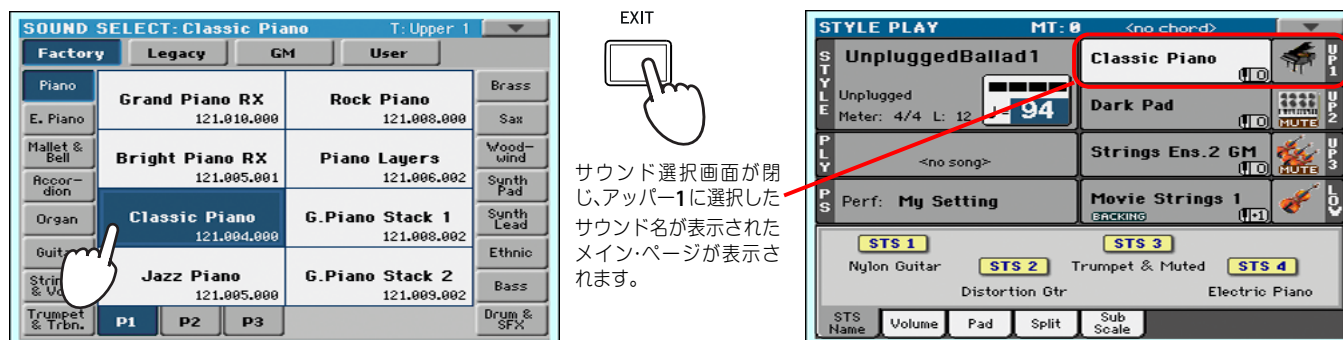 SOUND SELECT: Classic Piano T: Upper 1
Factory Legacy GM User
Piano
E. Piano
Mallet & Bell
Accor-
dion
Organ
Strin
Trumpet & Trbn.
Grand Piano RX
121.010.000
Rock Piano
121.008.000
Bright Piano RX
121.005.001
Piano Layers
121.006.002
Classic Piano
121.004.000
G.Piano Stack 1
121.008.002
Jazz Piano
121.005.000
G.Piano Stack 2
121.009.002
P1 P2 P3
Brass
Sax
Wood-
wind
Synth
Pad
Synth
Lead
Ethnic
Bass
Drum &
SFX
EXIT
サウンド選択画面が閉
じ、アッパー1に選択した
サウンド名が表示された
メイン・ページが表示さ
れます。
STYLE PLAY MT: 0 <no chord>
STYLE
UnpluggedBallad1
Unplugged
Meter: 4/4 L: 12
94
PLY
<no song>
PS
Perf: My Setting
Classic Piano
0
UP1
Dark Pad
0
MUTE
UP2
Strings Ens.2 GM
0
MUTE
UP3
Movie Strings 1
BACKING
+1
LOW
STS 1
Nylon Guitar
STS 2
Distortion Gtr
STS 3
Trumpet & Muted
STS 4
Electric Piano
STS
Name
Volume Pad Split
Sub
Scale